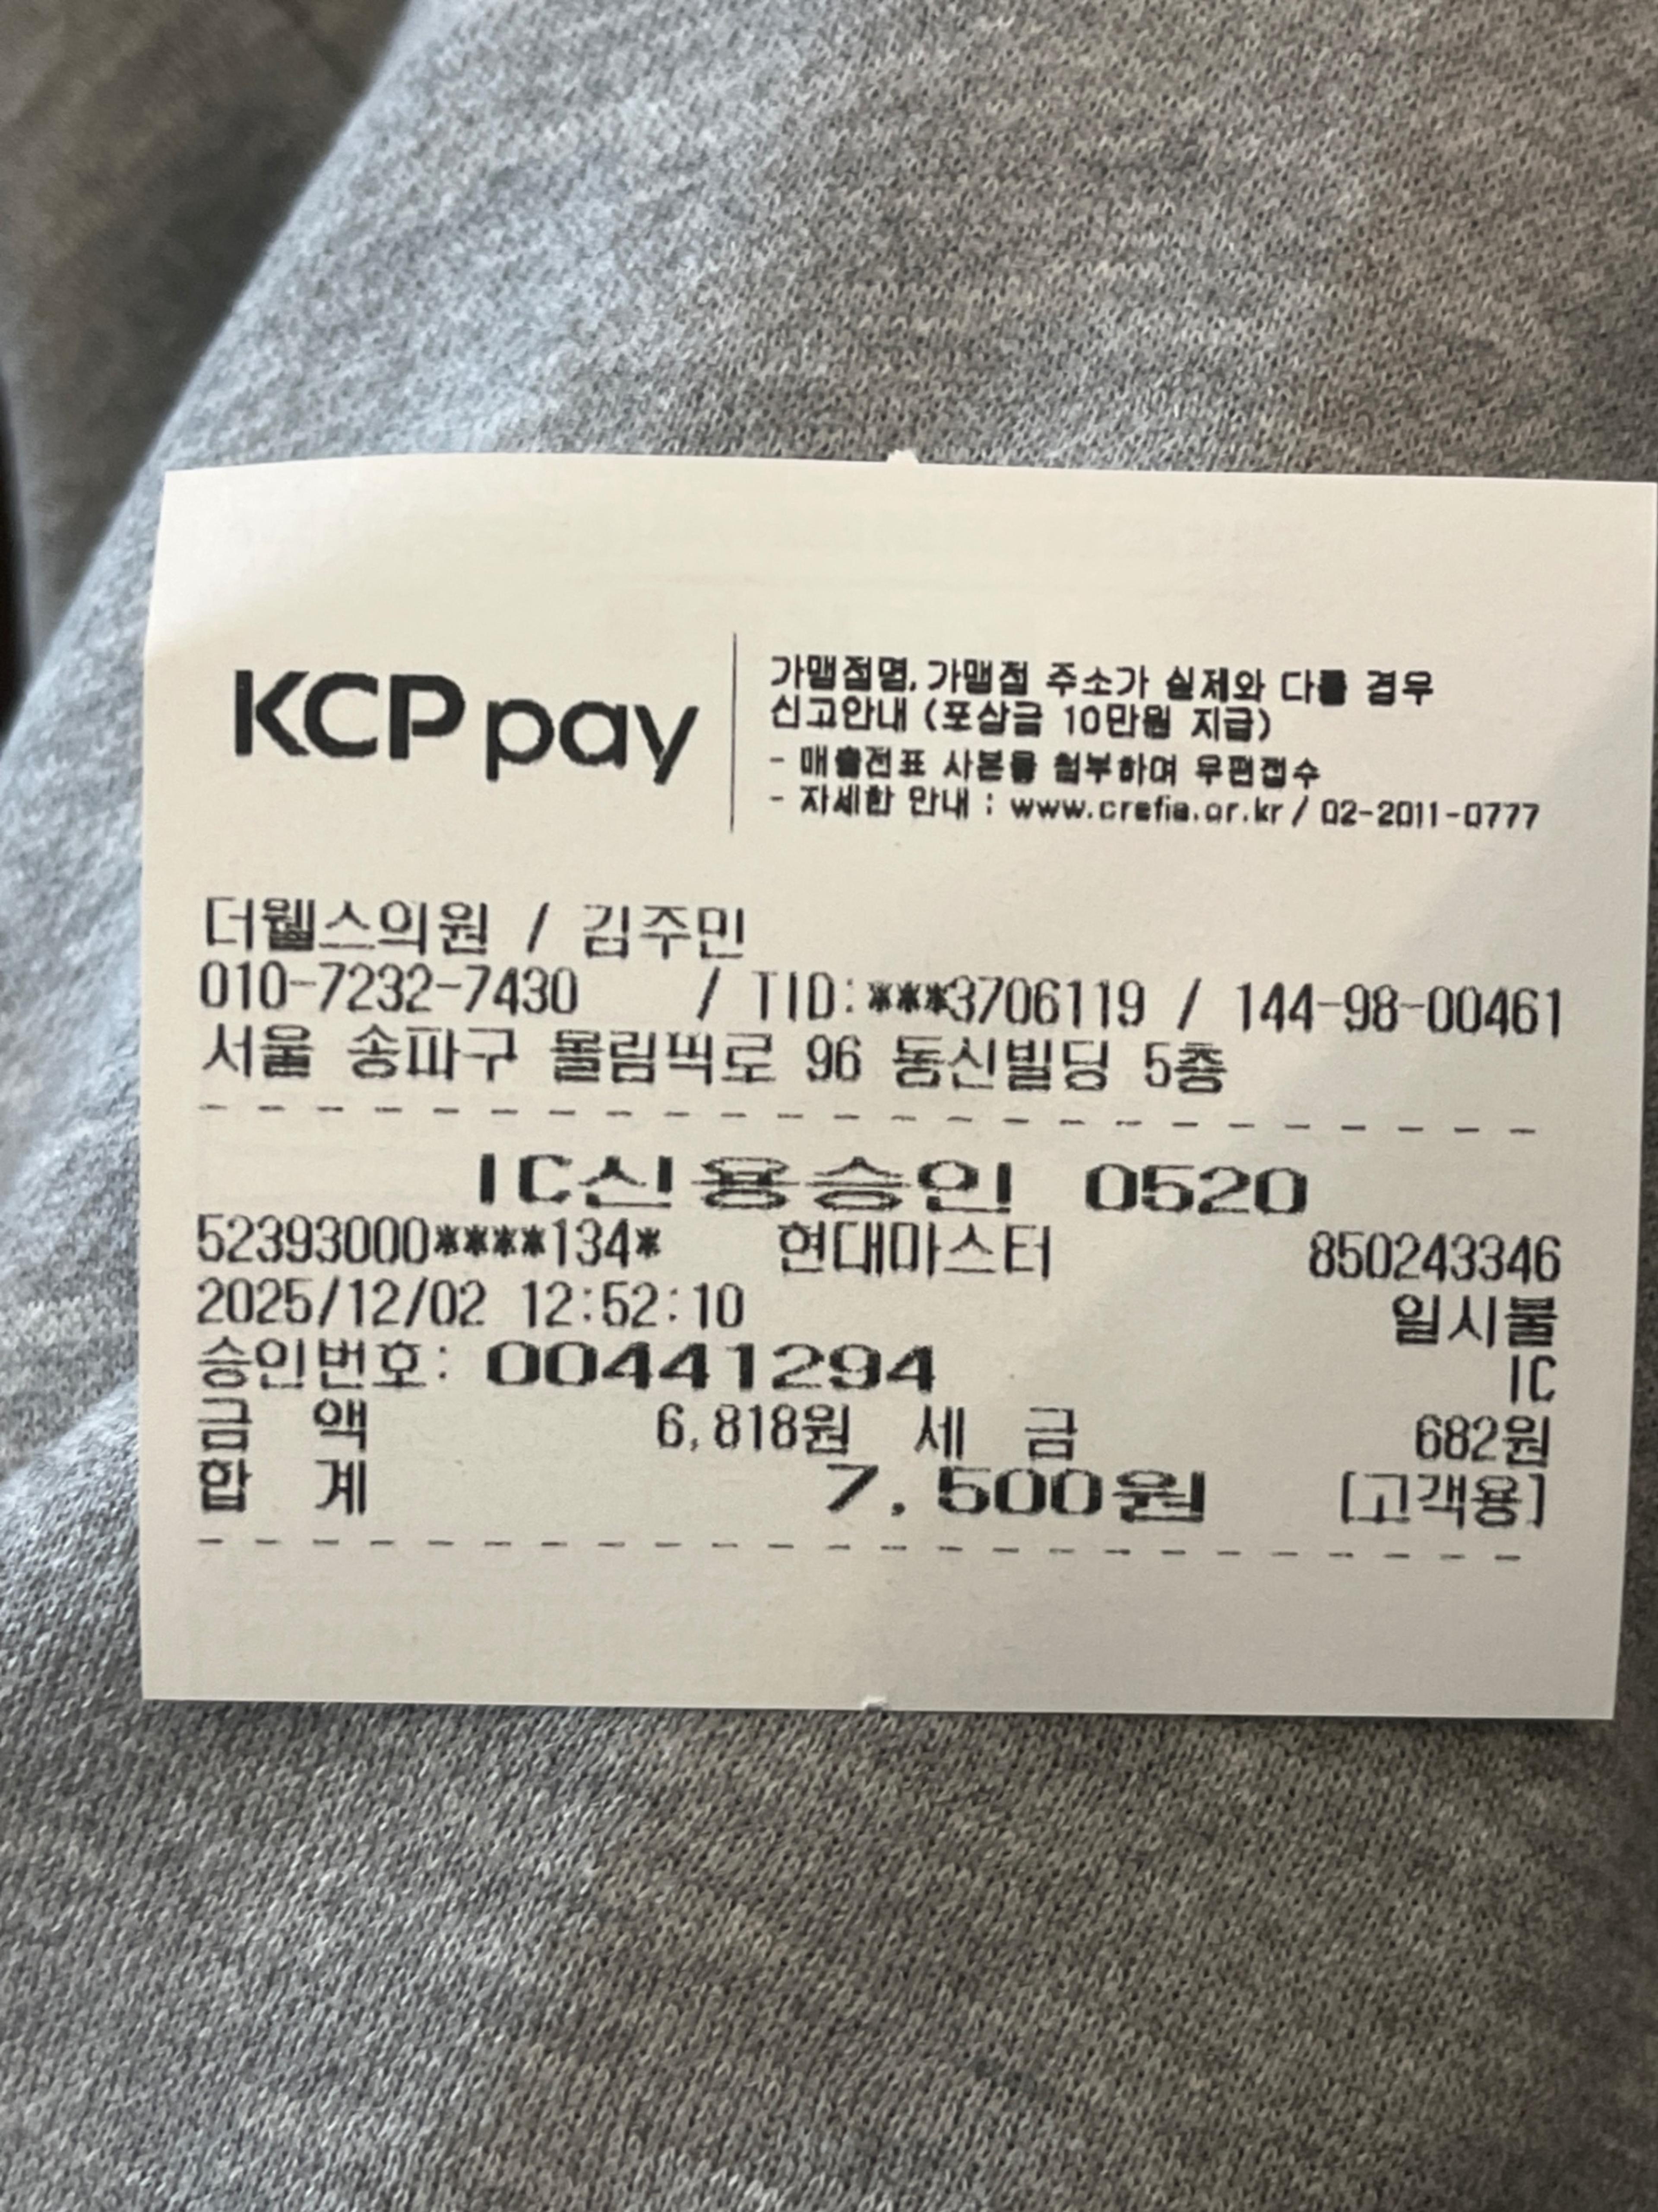 KCP pay
가맹점명, 가맹점 주소가 실제와 다를 경우
신고안내 (포상금 10만원 지급)
- 매출전표 사본을 첨부하여 우편접수
- 자세한 안내 : www.crefia.or.kr / 02-2011-0777
더웰스의원 / 김주민
010-7232-7430 / TID:***3706119 / 144-98-00461
서울 송파구 올림픽로 96 동신빌딩 5층
IC신용승인 0520
52393000****134* 현대마스터 850243346
2025/12/02 12:52:10 일시불
승인번호: 00441294 IC
금 액 6,818원 세 금 682원
합 계 7,500원 [고객용]